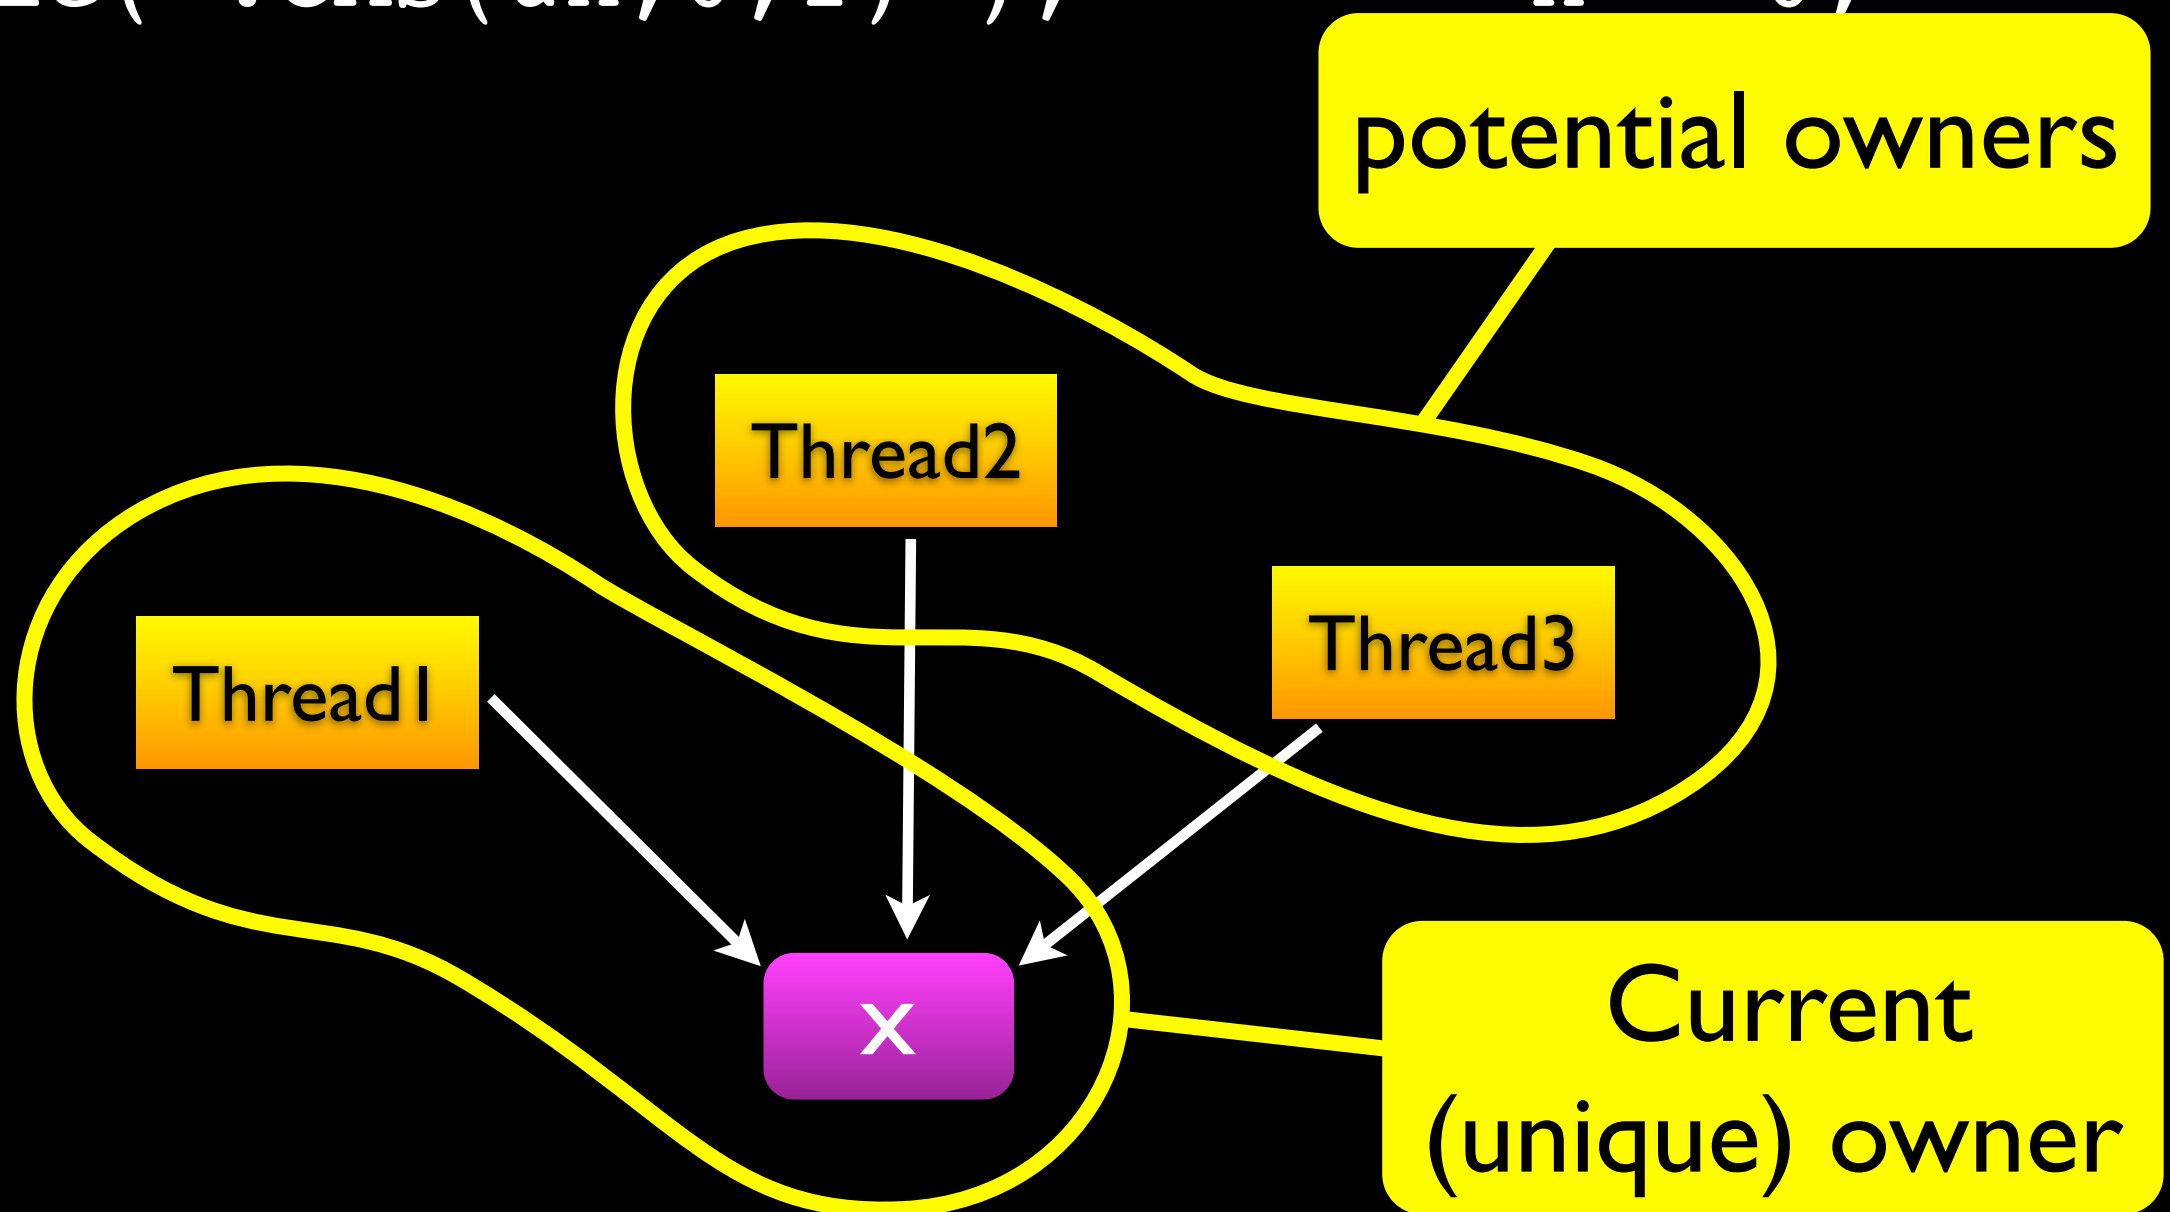 potential owners
Thread2
Thread3
Thread1
x
Current
(unique) owner